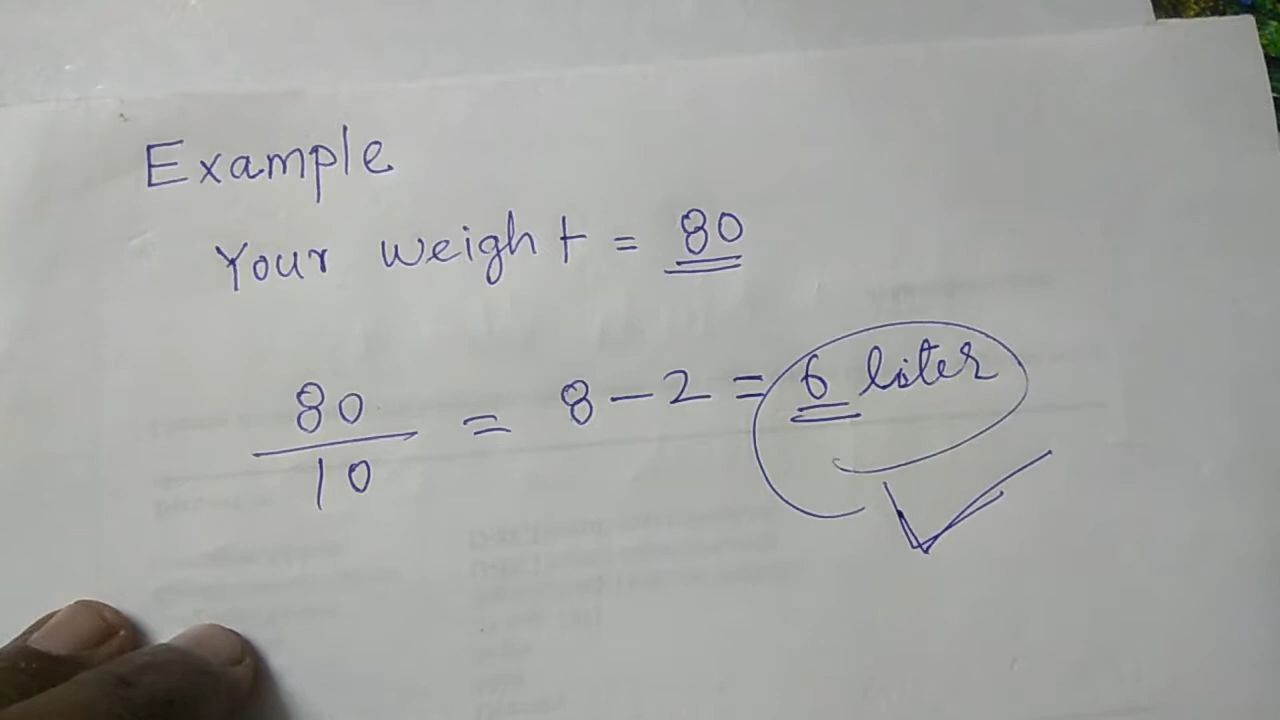 Example
Your weight = 80
80/10 = 8 - 2 = 6 liter